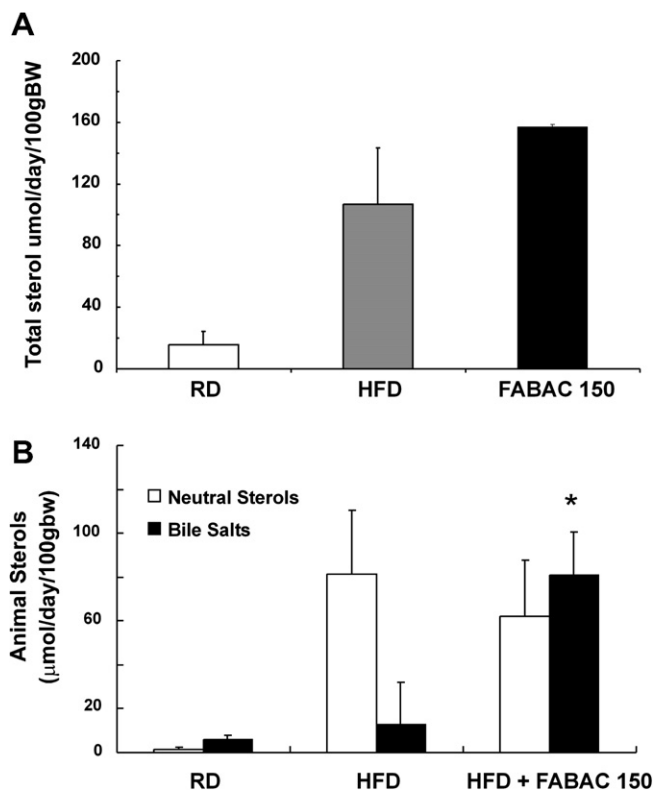 A
Total sterol umol/day/100gBW
200
160
120
80
40
0
RD HFD FABAC 150
B
Animal Sterols
(μmol/day/100gbw)
140
100
60
20
0
Neutral Sterols
Bile Salts
*
RD HFD HFD + FABAC 150